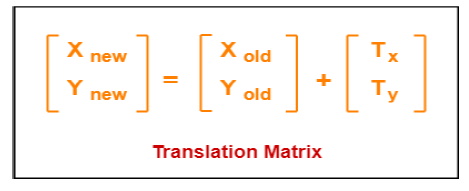 X new = X old + Tx
Y new Y old Ty
Translation Matrix